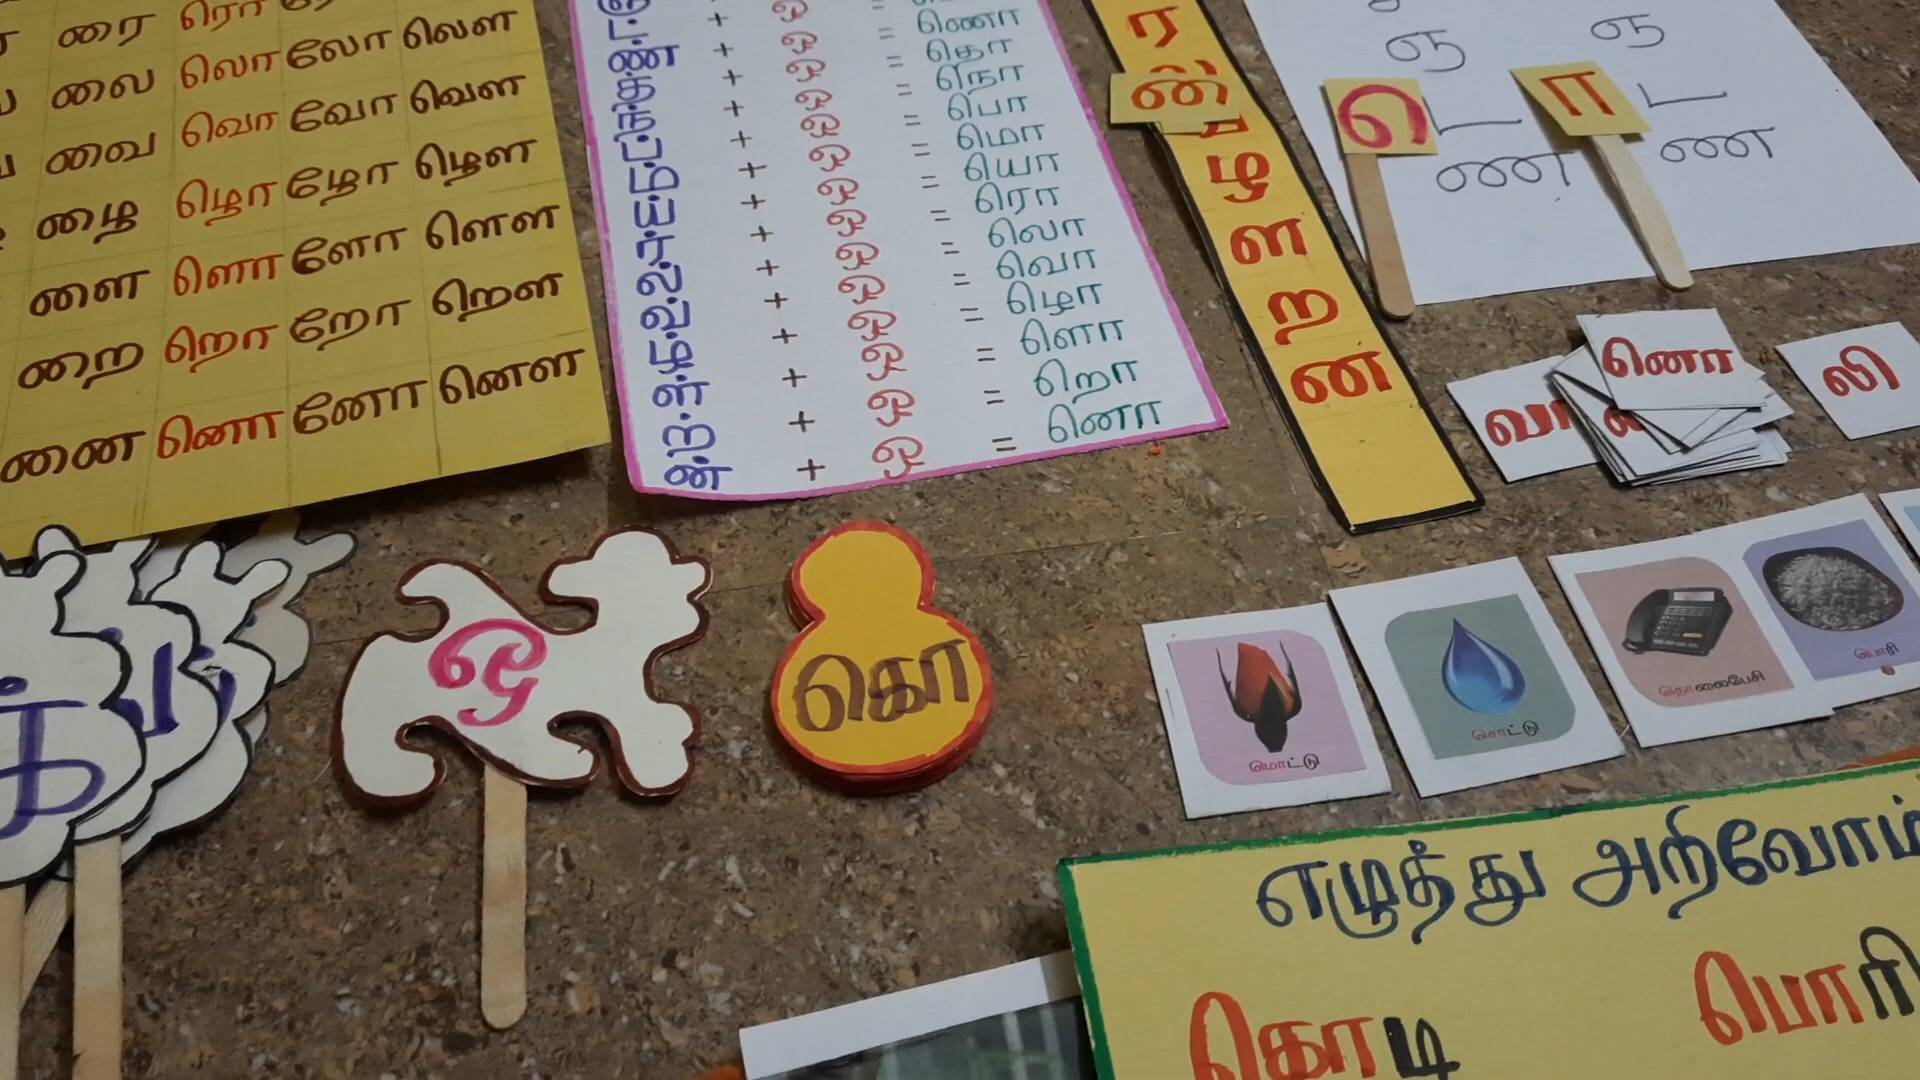 ரை ரொ
லை லொ லோ லௌ
வை வொ வோ வௌ
ழை ழொ ழோ ழௌ
ளை ளொ ளோ ளௌ
றை றொ றோ றௌ
னை னொ னோ னௌ
ணொ
+ ஒ = தொ
+ ஒ = நொ
+ ஒ = பொ
+ ஒ = மொ
ய் + ஒ = யொ
ர் + ஒ = ரொ
ல் + ஒ = லொ
வ் + ஒ = வொ
ழ் + ஒ = ழொ
ள் + ஒ = ளொ
ற் + ஒ = றொ
ன் + ஒ = னொ
ர
ழ
ள
ற
ன
ஞ ஞ
ெ ட ா ட
ண ண
வா னொ லி
க்
ஒ
கொ
மொட்டு
சொட்டு
தொலைபேசி
பொரி
எழுத்து அறிவோம்
கொடி பொரி